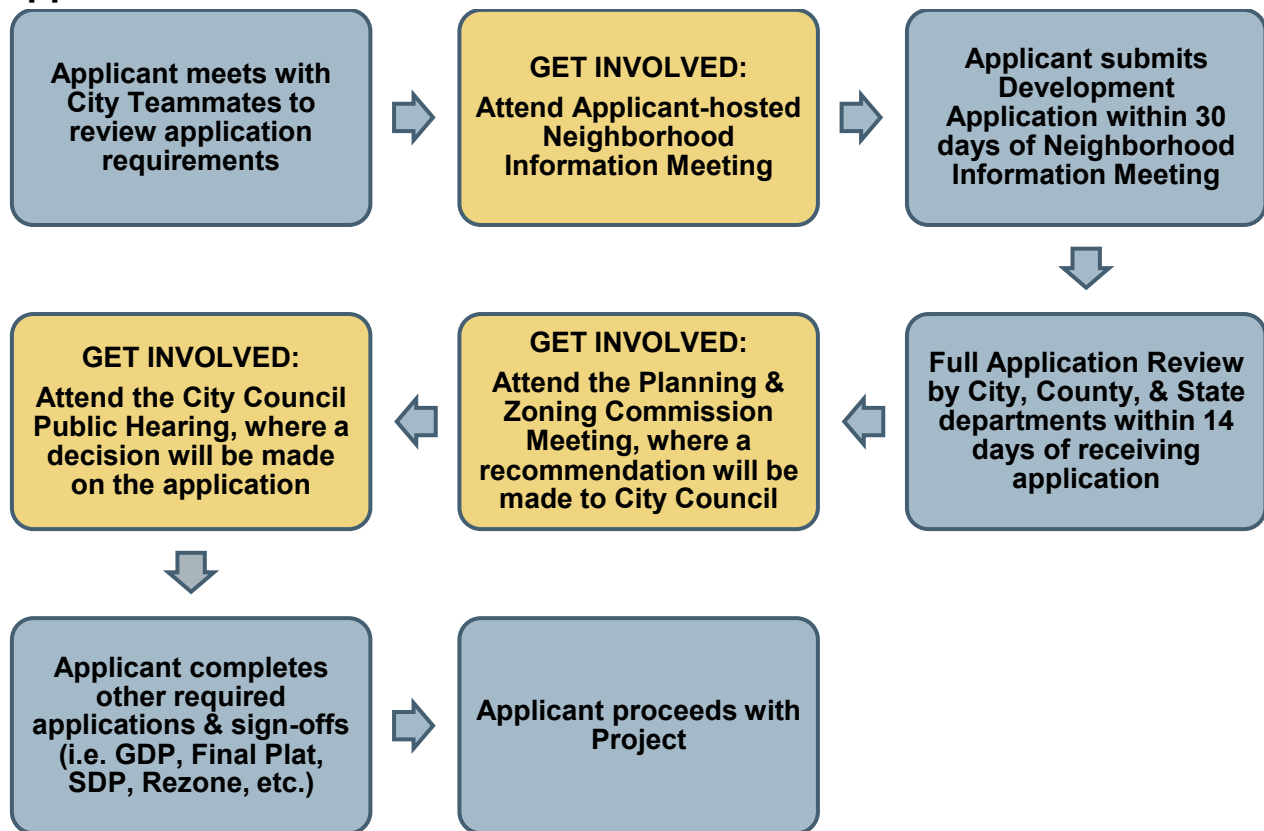 Applicant meets with
City Teammates to
review application
requirements
GET INVOLVED:
Attend Applicant-hosted
Neighborhood
Information Meeting
Applicant submits
Development
Application within 30
days of Neighborhood
Information Meeting
Full Application Review
by City, County, & State
departments within 14
days of receiving
application
GET INVOLVED:
Attend the Planning &
Zoning Commission
Meeting, where a
recommendation will be
made to City Council
GET INVOLVED:
Attend the City Council
Public Hearing, where a
decision will be made
on the application
Applicant completes
other required
applications & sign-offs
(i.e. GDP, Final Plat,
SDP, Rezone, etc.)
Applicant proceeds with
Project